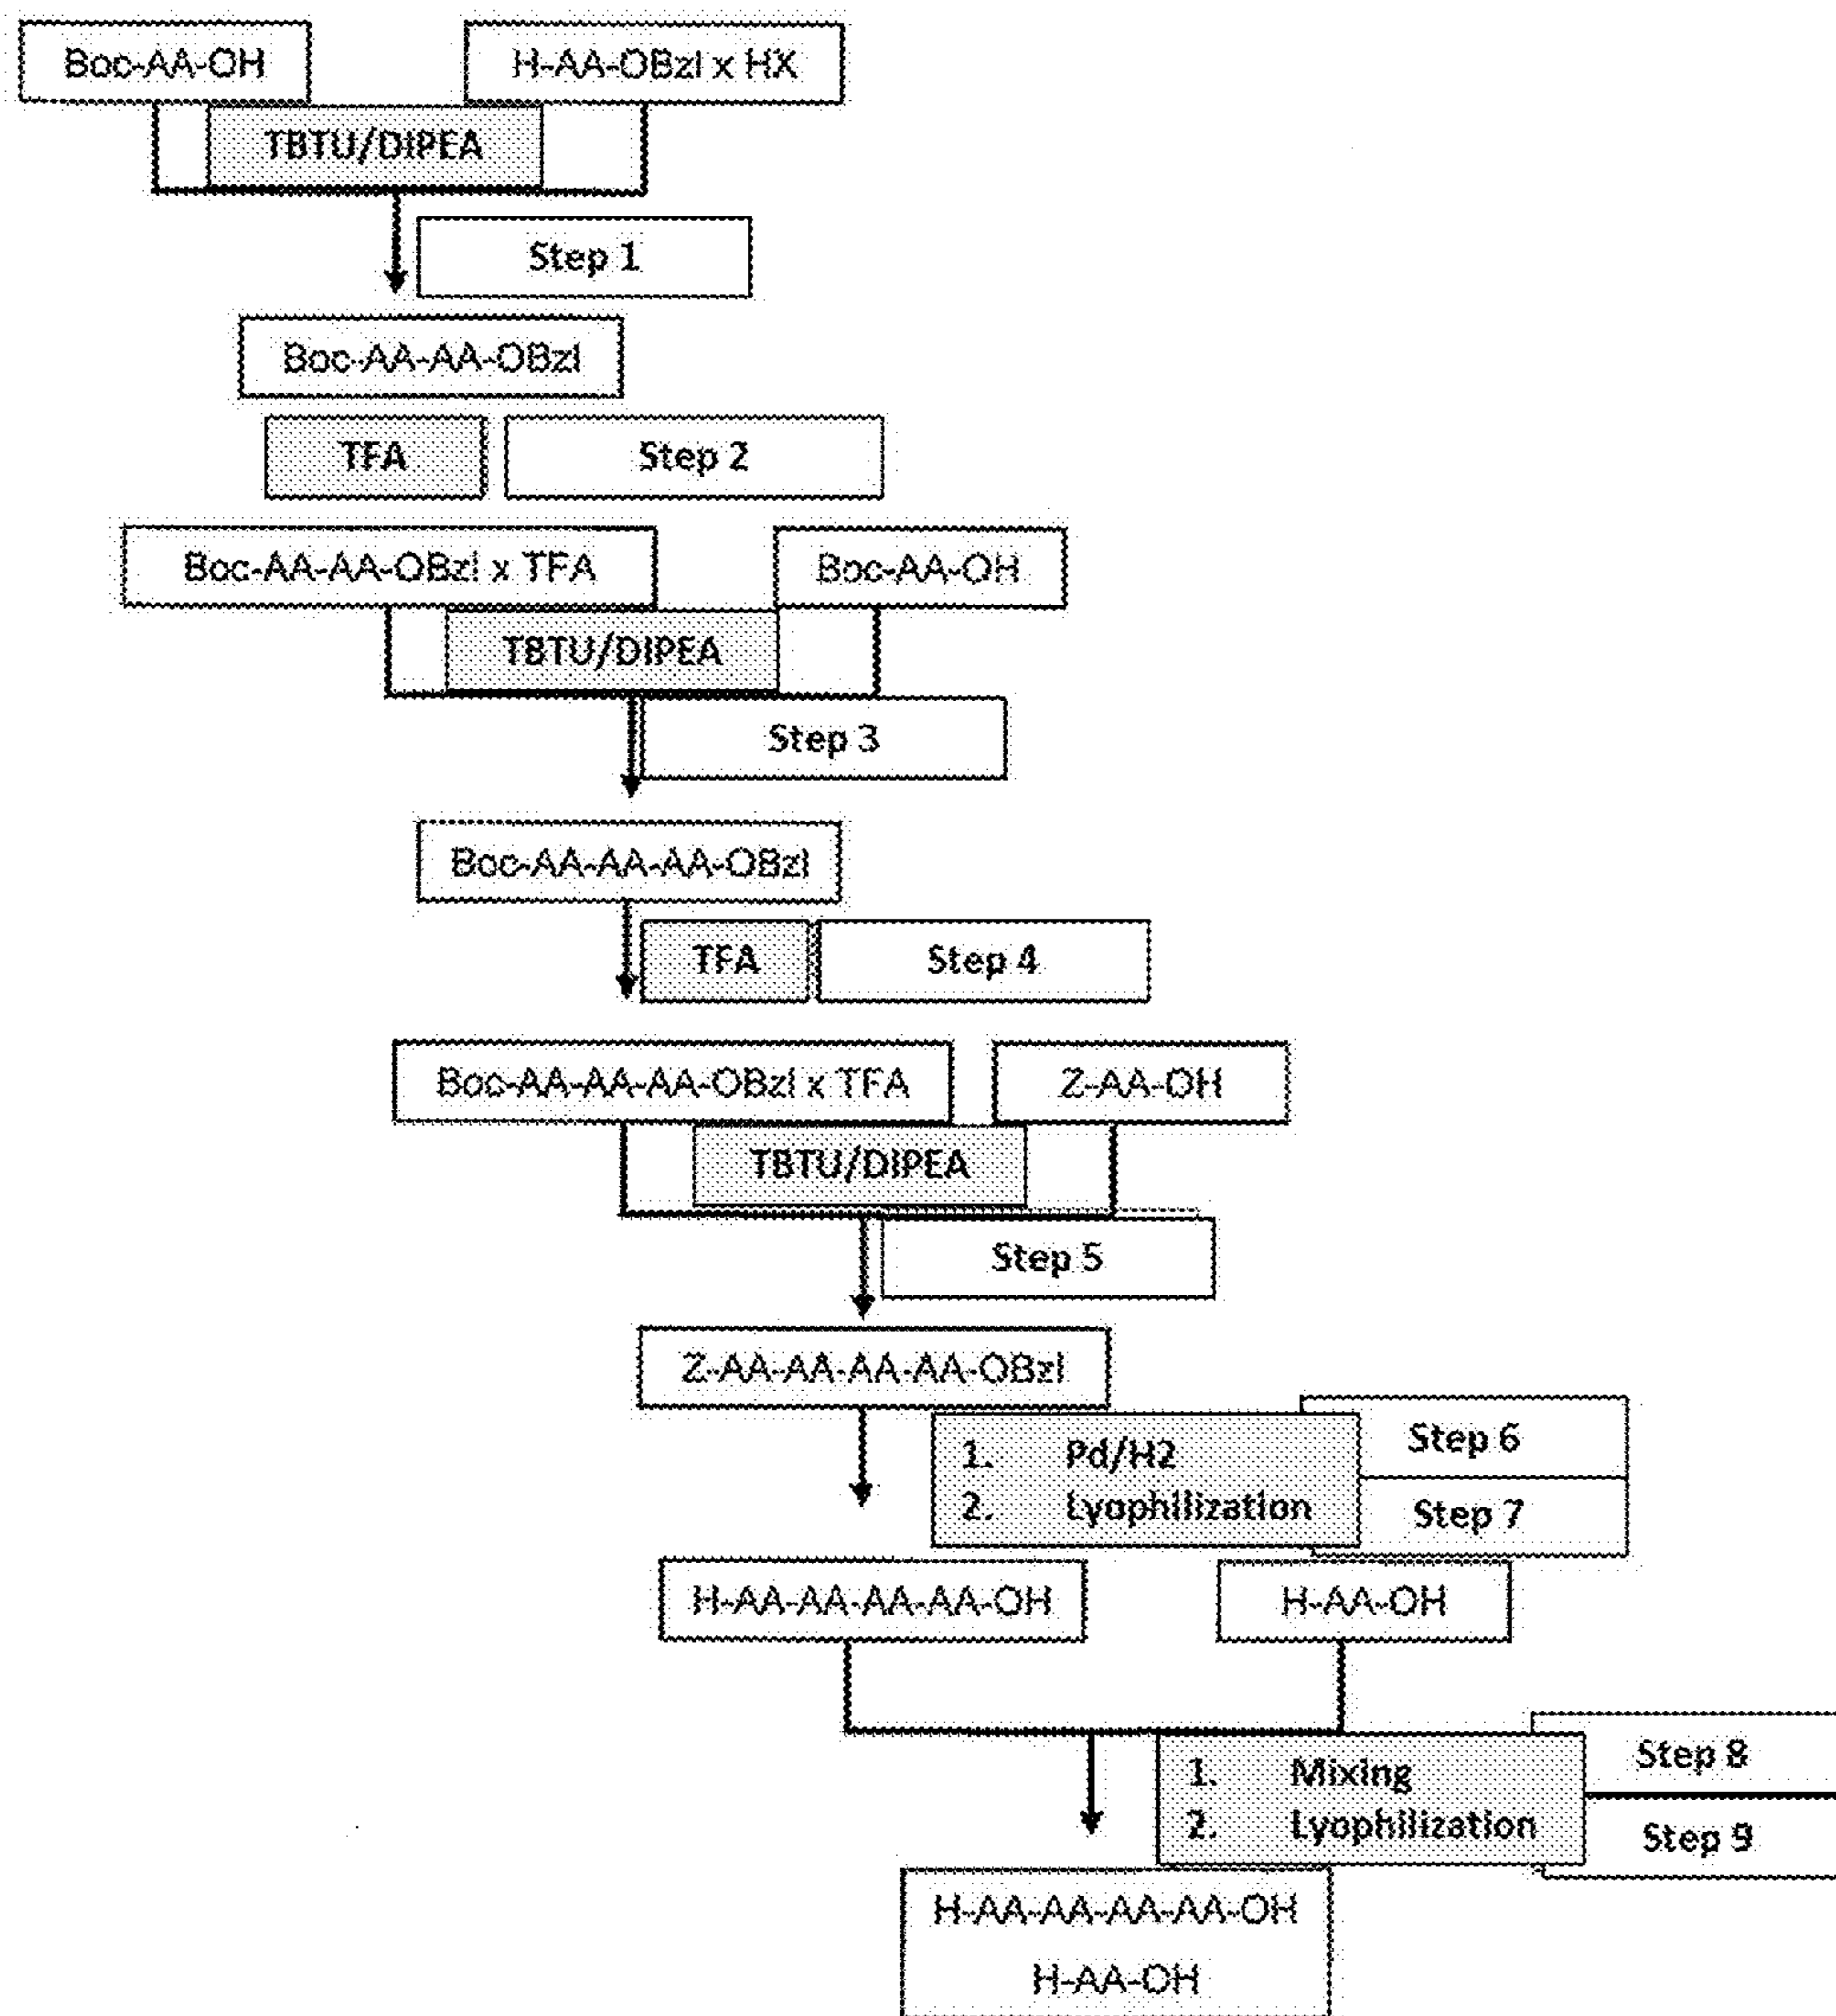 Boc-AA-OH
H-AA-OBzl x HX
TBTU/DIPEA
Step 1
Boc-AA-AA-OBzl
TFA
Step 2
Boc-AA-AA-OBzl x TFA
Boc-AA-OH
TBTU/DIPEA
Step 3
Boc-AA-AA-AA-OBzl
TFA
Step 4
Boc-AA-AA-AA-OBzl x TFA
Z-AA-OH
TBTU/DIPEA
Step 5
Z-AA-AA-AA-AA-OBzl
1. Pd/H2
2. Lyophilization
Step 6
Step 7
H-AA-AA-AA-AA-OH
H-AA-OH
1. Mixing
2. Lyophilization
Step 8
Step 9
H-AA-AA-AA-AA-OH
H-AA-OH